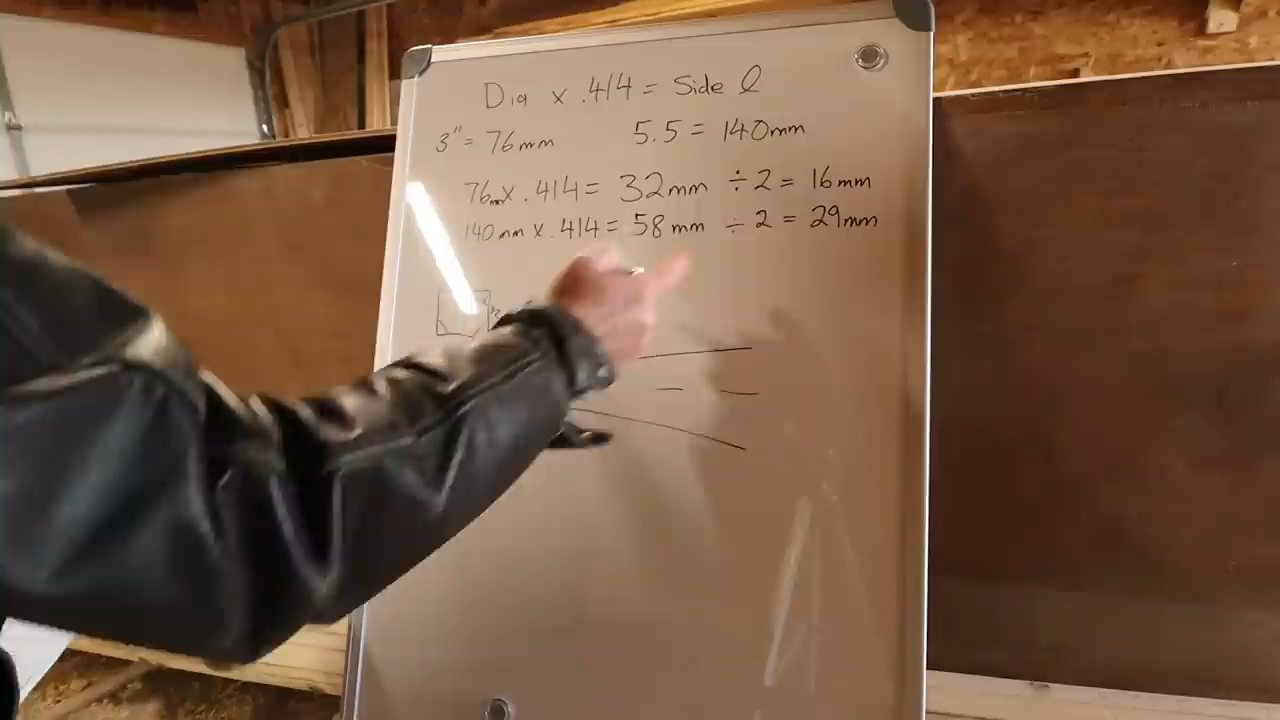 Dia x .414 = Side l
3" = 76mm 5.5 = 140mm
76mm x .414 = 32mm ÷ 2 = 16mm
140mm x .414 = 58mm ÷ 2 = 29mm